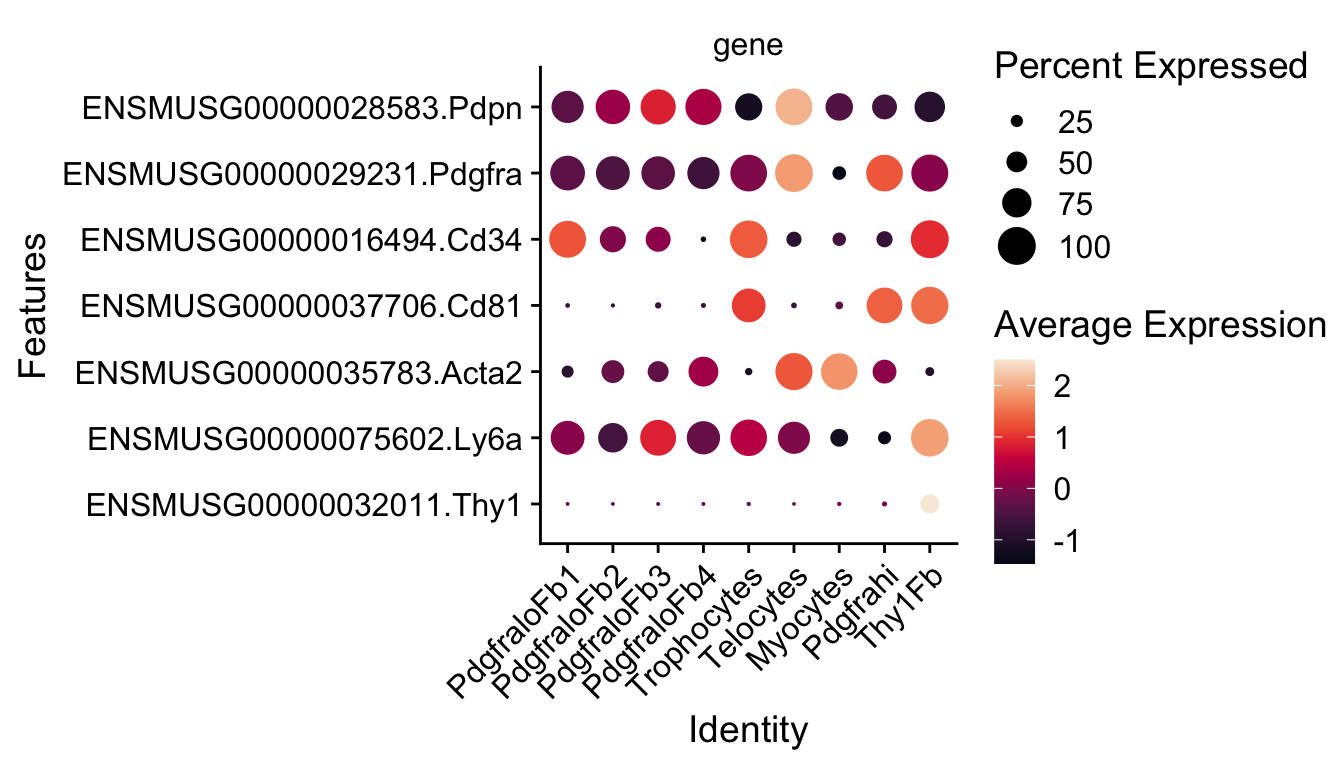 gene
Features
ENSMUSG00000028583.Pdpn
ENSMUSG00000029231.Pdgfra
ENSMUSG00000016494.Cd34
ENSMUSG00000037706.Cd81
ENSMUSG00000035783.Acta2
ENSMUSG00000075602.Ly6a
ENSMUSG00000032011.Thy1
PdgfraloFb1
PdgfraloFb2
PdgfraloFb3
PdgfraloFb4
Trophocytes
Telocytes
Myocytes
Pdgfrahi
Thy1Fb
Identity
Percent Expressed
25
50
75
100
Average Expression
2
1
0
-1